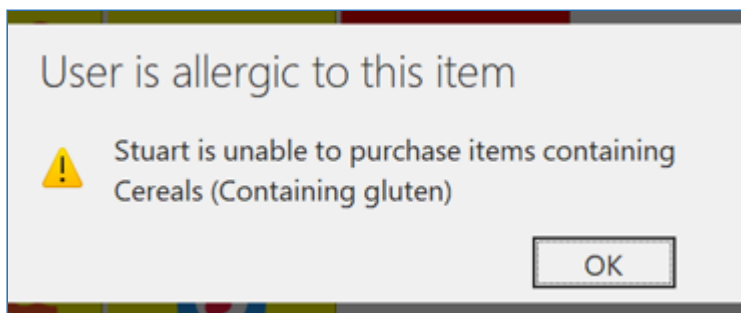 User is allergic to this item
Stuart is unable to purchase items containing
Cereals (Containing gluten)
OK